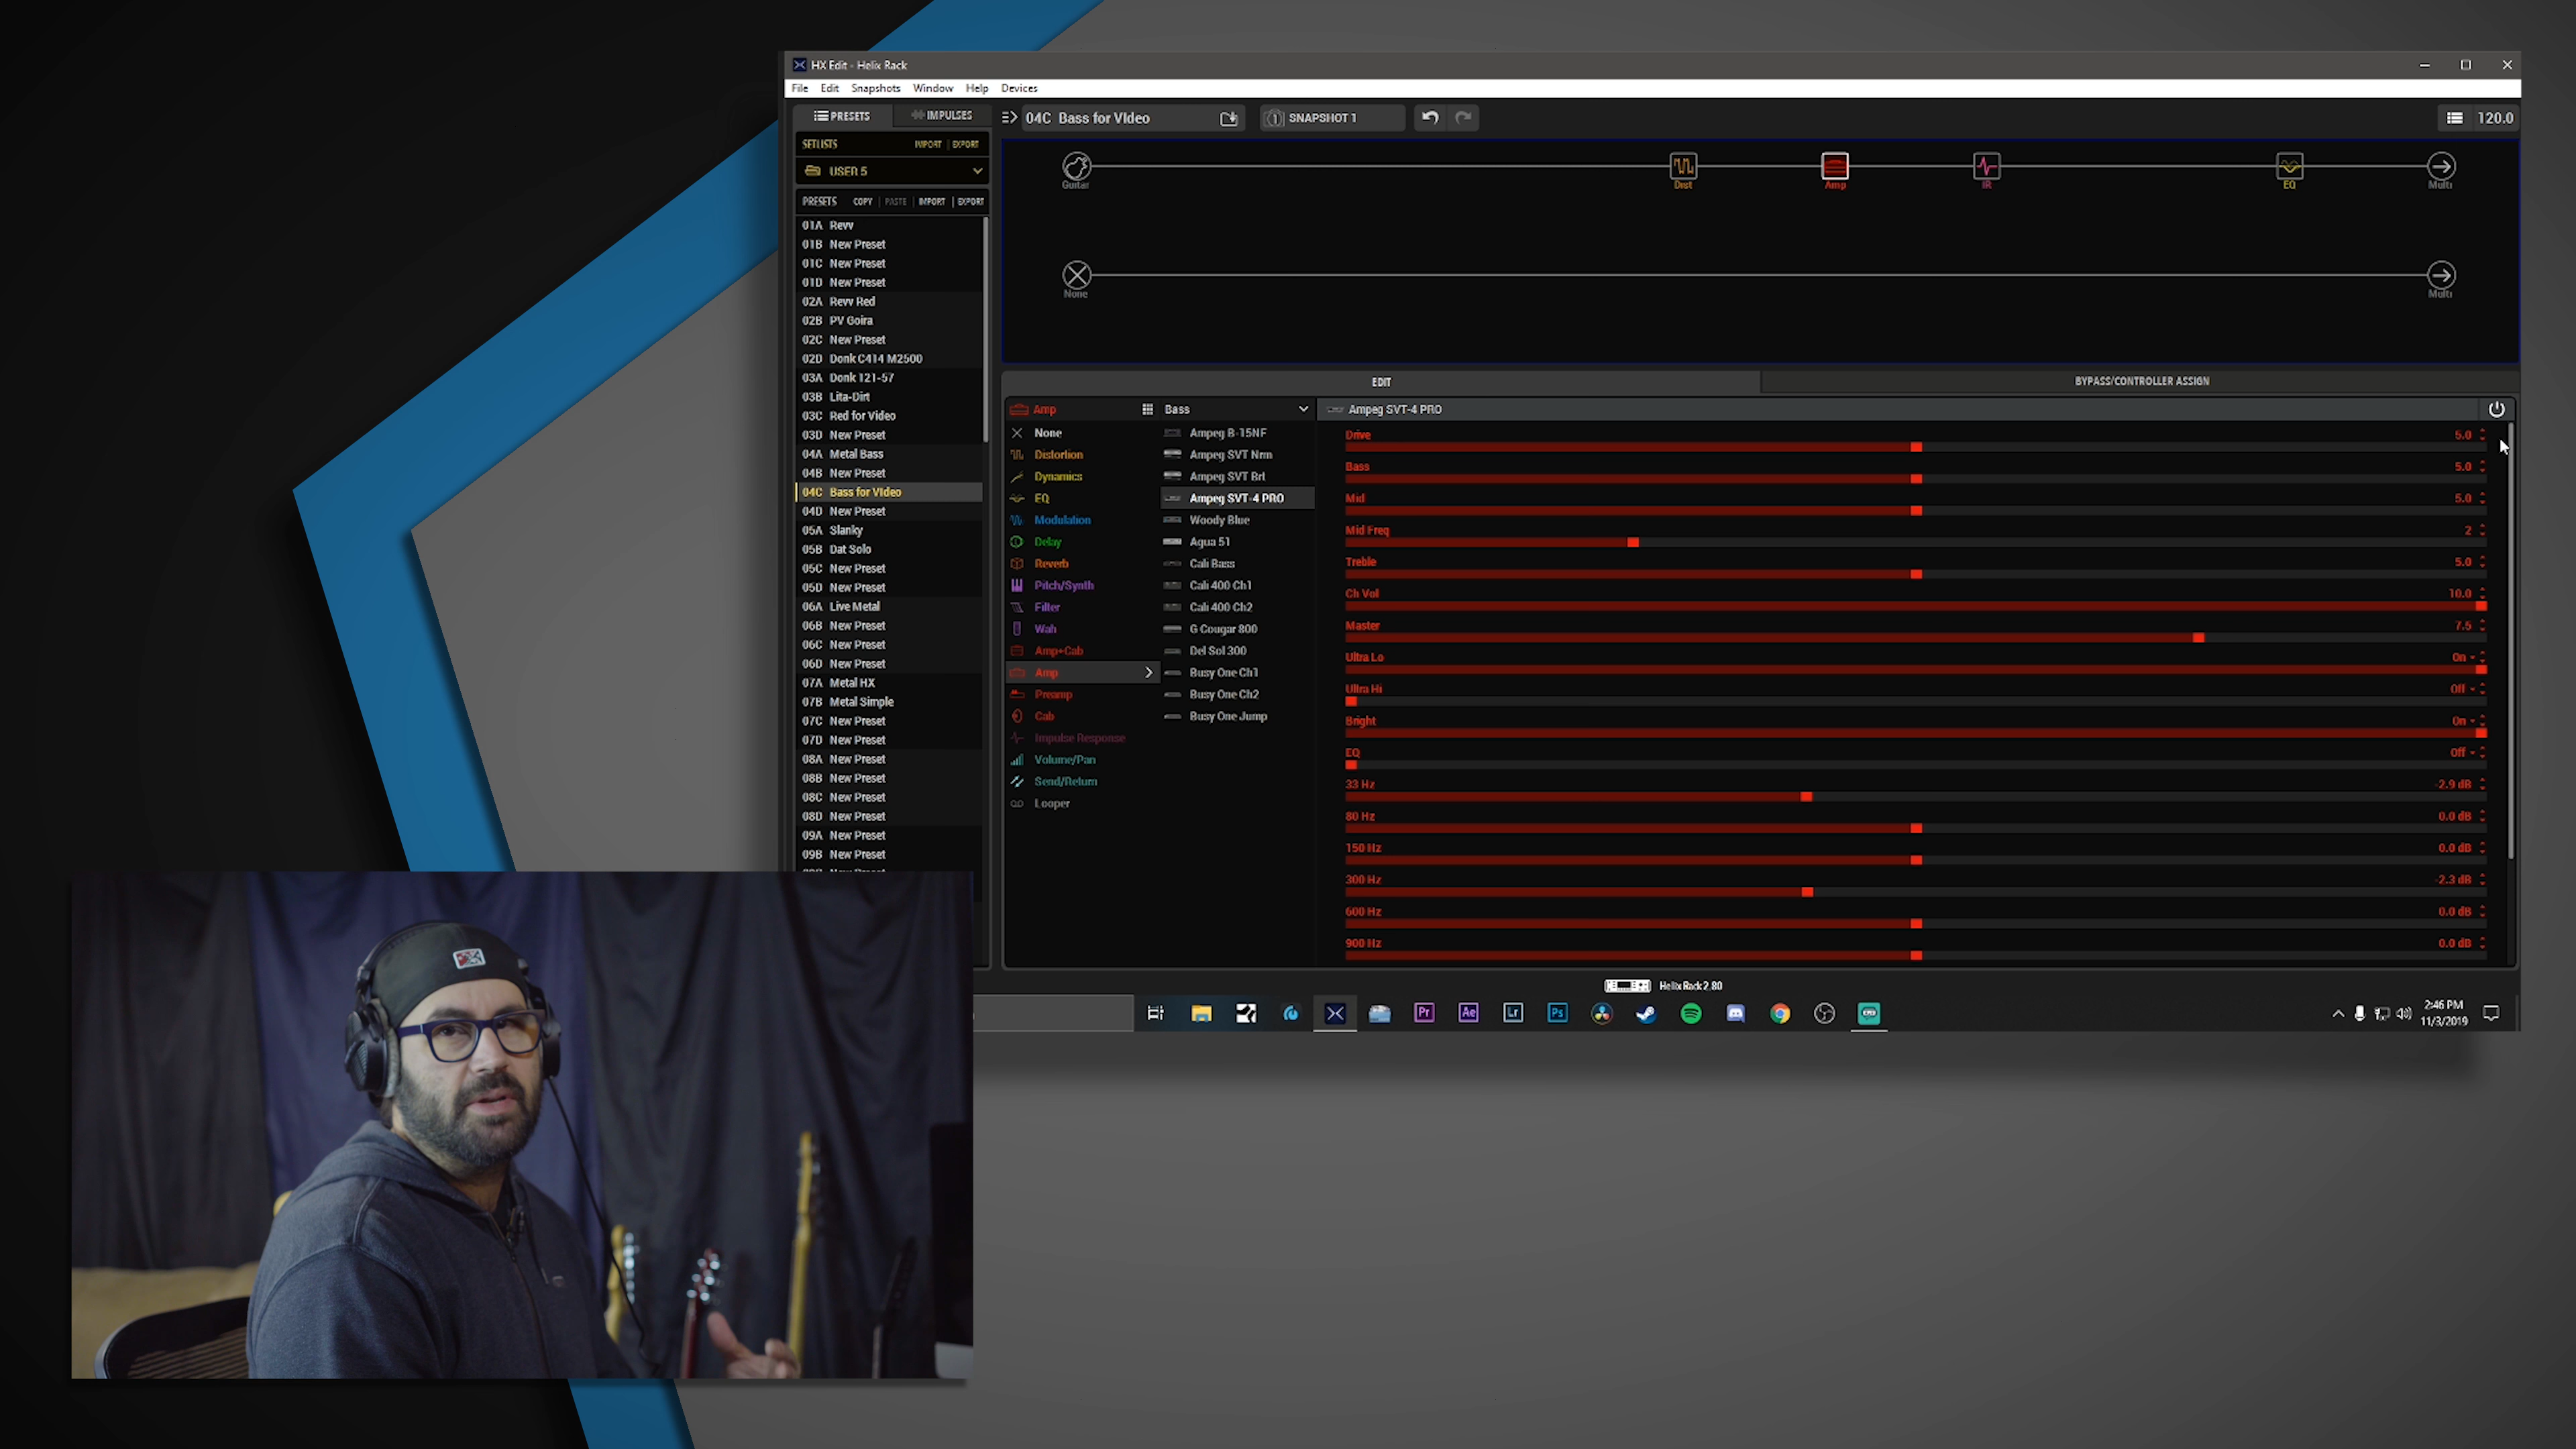 HX Edit - Helix Rack
File Edit Snapshots Window Help Devices
PRESETS IMPULSES
04C Bass for VIdeo
SNAPSHOT 1
120.0
SETLISTS IMPORT | EXPORT
USER 5
PRESETS COPY | PASTE | IMPORT | EXPORT
01A Revv
01B New Preset
01C New Preset
01D New Preset
02A Revv Red
02B PV Goira
02C New Preset
02D Donk C414 M2500
03A Donk 121-57
03B Lita-Dirt
03C Red for Video
03D New Preset
04A Metal Bass
04B New Preset
04C Bass for VIdeo
04D New Preset
05A Slanky
05B Dat Solo
05C New Preset
05D New Preset
06A Live Metal
06B New Preset
06C New Preset
06D New Preset
07A Metal HX
07B Metal Simple
07C New Preset
07D New Preset
08A New Preset
08B New Preset
08C New Preset
08D New Preset
09A New Preset
09B New Preset
Guitar
Dist
Amp
IR
EQ
Multi
None
Multi
EDIT
BYPASS/CONTROLLER ASSIGN
Amp
Bass
Ampeg SVT-4 PRO
None
Distortion
Dynamics
EQ
Modulation
Delay
Reverb
Pitch/Synth
Filter
Wah
Amp+Cab
Amp
Preamp
Cab
Impulse Response
Volume/Pan
Send/Return
Looper
Ampeg B-15NF
Ampeg SVT Nrm
Ampeg SVT Brt
Ampeg SVT-4 PRO
Woody Blue
Agua 51
Cali Bass
Cali 400 Ch1
Cali 400 Ch2
G Cougar 800
Del Sol 300
Busy One Ch1
Busy One Ch2
Busy One Jump
Drive 5.0
Bass 5.0
Mid 5.0
Mid Freq 2
Treble 5.0
Ch Vol 10.0
Master 7.5
Ultra Lo On
Ultra Hi Off
Bright On
EQ Off
33 Hz -2.9 dB
80 Hz 0.0 dB
150 Hz 0.0 dB
300 Hz -2.3 dB
600 Hz 0.0 dB
900 Hz 0.0 dB
Helix Rack 2.80
Pr Ae Lr Ps
2:46 PM
11/3/2019